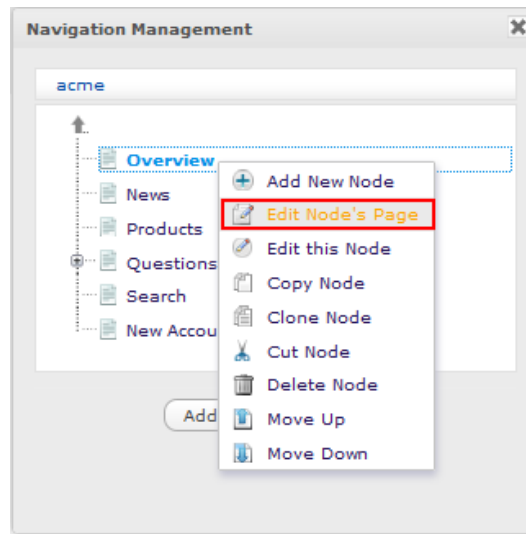 Navigation Management
acme
Overview
Add New Node
News
Edit Node's Page
Products
Edit this Node
Questions
Copy Node
Search
Clone Node
New Accou
Cut Node
Delete Node
Add
Move Up
Move Down